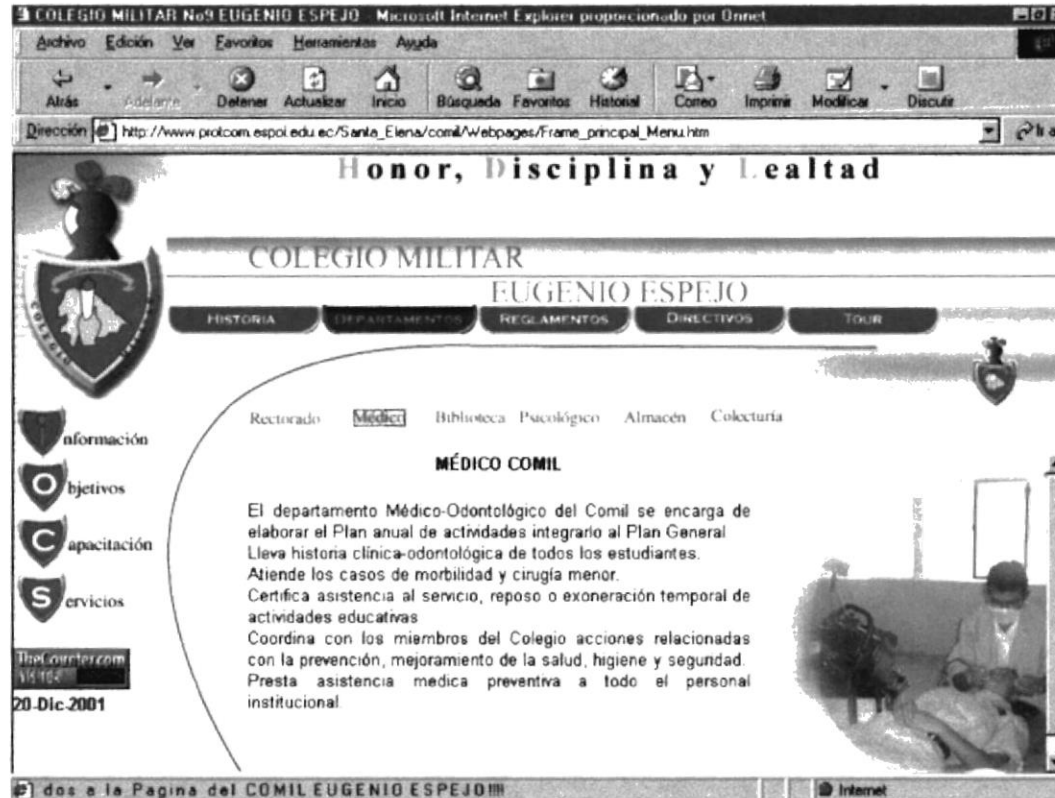 COLEGIO MILITAR No9 EUGENIO ESPEJO - Microsoft Internet Explorer proporcionado por Onnet
Archivo Edición Ver Favoritos Herramientas Ayuda
Atrás Adelante Detener Actualizar Inicio Búsqueda Favoritos Historial Correo Imprimir Modificar Discutir
Dirección http://www.protcom.espol.edu.ec/Santa_Elena/comil/Webpages/Frame_principal_Menu.htm Ir a
Honor, Disciplina y Lealtad
COLEGIO MILITAR
EUGENIO ESPEJO
HISTORIA DEPARTAMENTOS REGLAMENTOS DIRECTIVOS TOUR
COLEGIO
Rectorado Médico Biblioteca Psicológico Almacén Colecturía
Información
Objetivos
Capacitación
Servicios
MÉDICO COMIL
El departamento Médico-Odontológico del Comil se encarga de
elaborar el Plan anual de actividades integrarlo al Plan General
Lleva historia clínica-odontológica de todos los estudiantes.
Atiende los casos de morbilidad y cirugía menor.
Certifica asistencia al servicio, reposo o exoneración temporal de
actividades educativas
Coordina con los miembros del Colegio acciones relacionadas
con la prevención, mejoramiento de la salud, higiene y seguridad.
Presta asistencia medica preventiva a todo el personal
institucional
TheCounter.com
20-Dic-2001
dos a la Pagina del COMIL EUGENIO ESPEJO!!!!
Internet